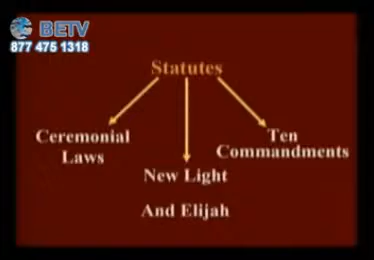 BETV
877 475 1318
Statutes
Ceremonial
Laws
Ten
Commandments
New Light
And Elijah